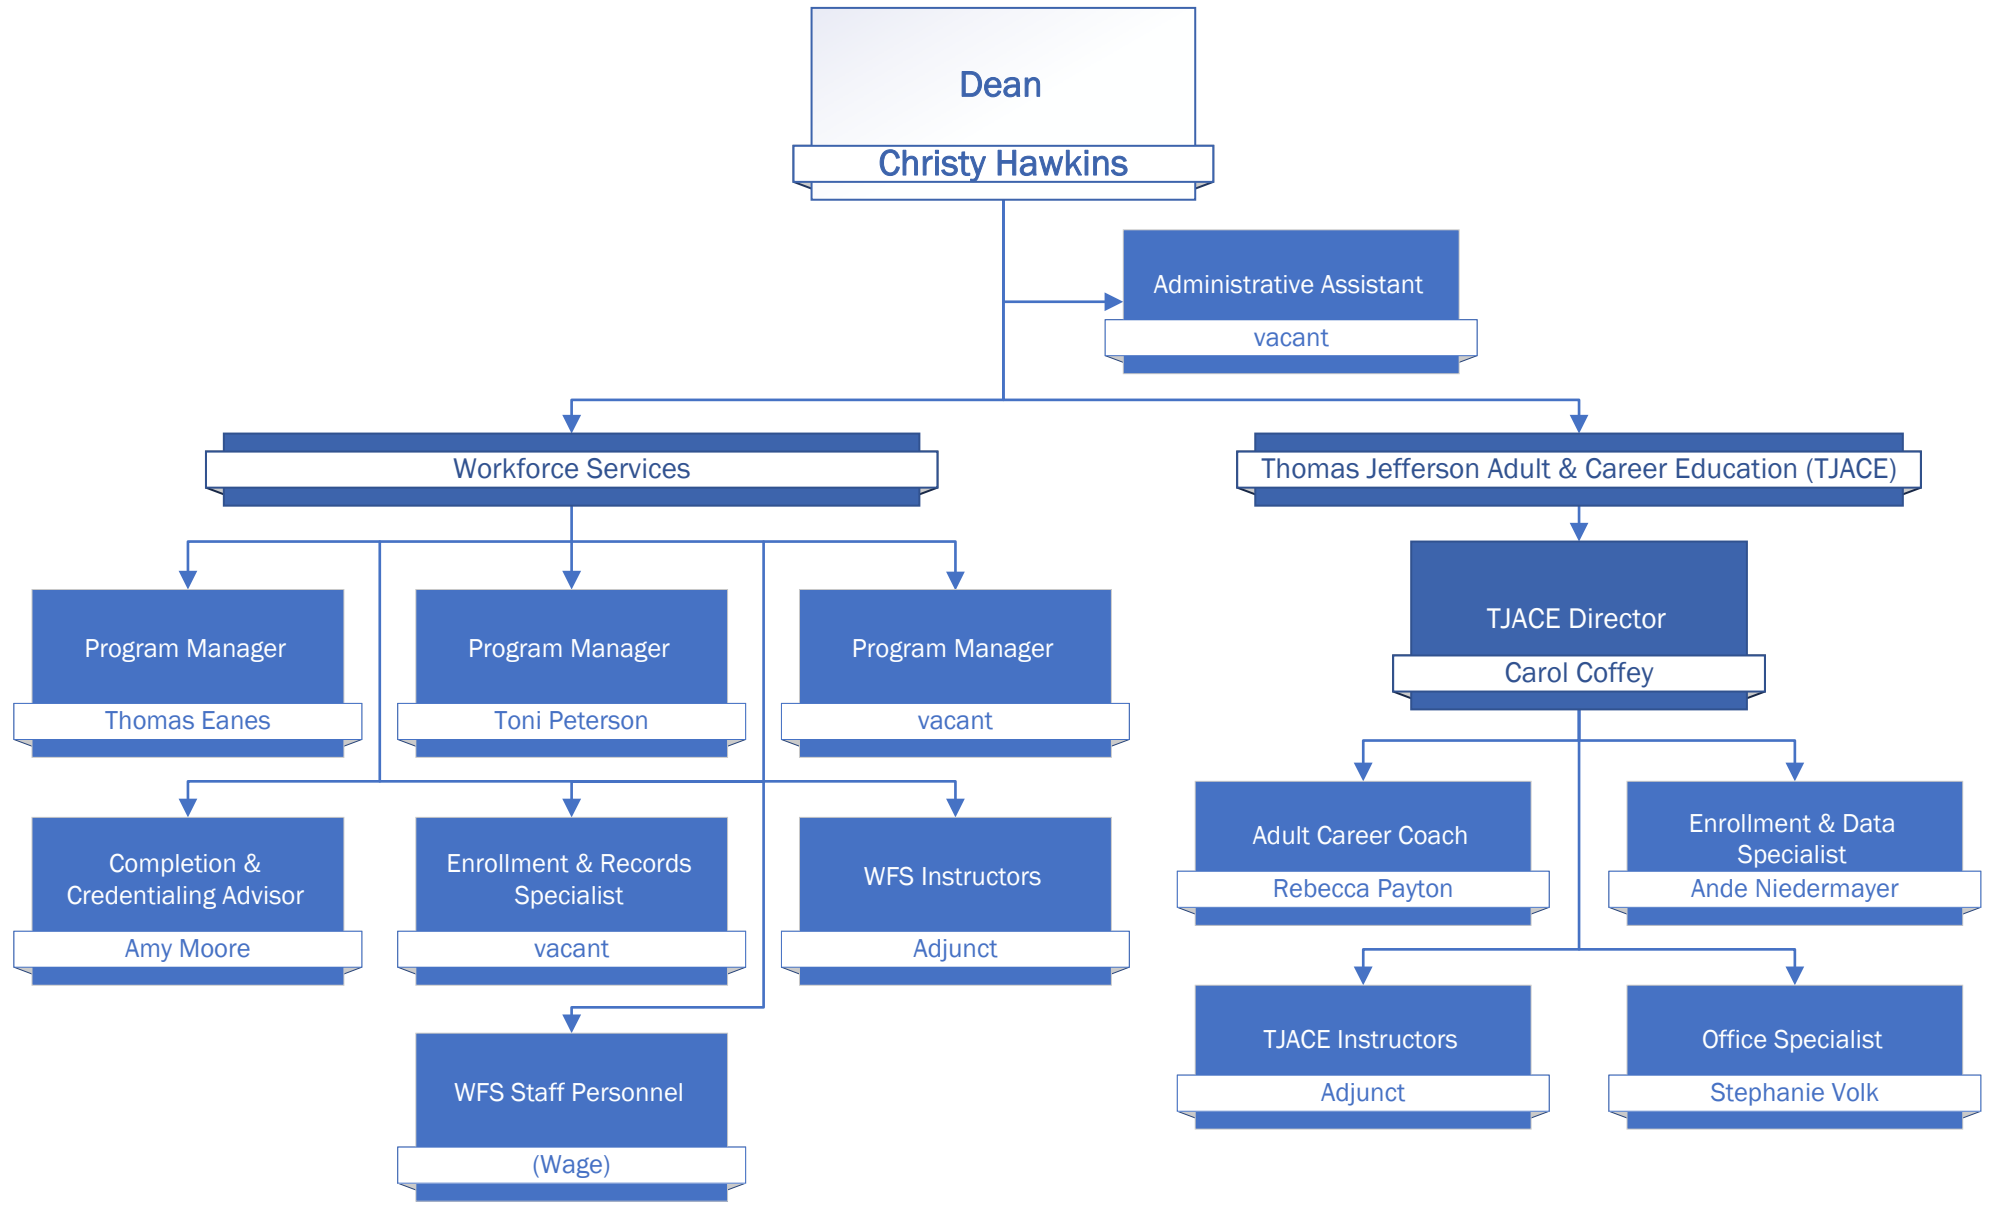 Dean
Christy Hawkins
Administrative Assistant
vacant
Workforce Services
Thomas Jefferson Adult & Career Education (TJACE)
Program Manager
Thomas Eanes
Program Manager
Toni Peterson
Program Manager
vacant
TJACE Director
Carol Coffey
Completion &
Credentialing Advisor
Amy Moore
Enrollment & Records
Specialist
vacant
WFS Instructors
Adjunct
Adult Career Coach
Rebecca Payton
Enrollment & Data
Specialist
Ande Niedermayer
WFS Staff Personnel
(Wage)
TJACE Instructors
Adjunct
Office Specialist
Stephanie Volk